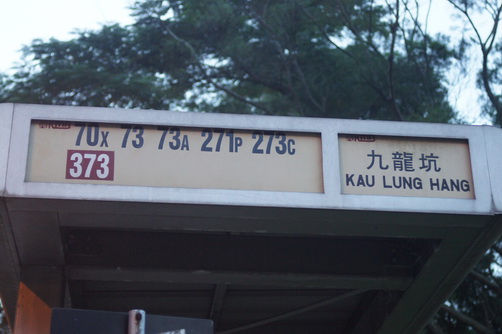 70X 73 73A 271P 273C
373
九龍坑
KAU LUNG HANG